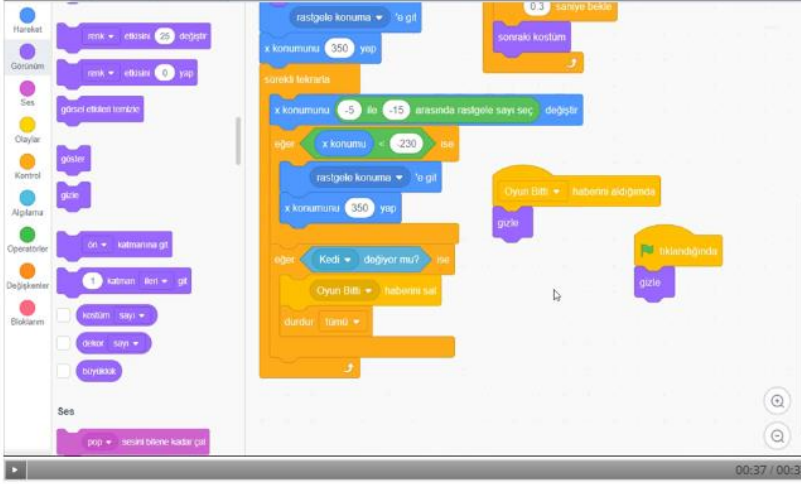 Hareket
Görünüm
Ses
Olaylar
Kontrol
Algılama
Operatörler
Değişkenler
Bloklarım
renk etkisini 25 değiştir
renk etkisini 0 yap
görsel etkileri temizle
göster
gizle
ön katmanına git
1 katman ileri git
kostüm sayı
dekor sayı
büyüklük
Ses
pop sesini bitene kadar çal
rastgele konuma 'e git
x konumunu 350 yap
sürekli tekrarla
x konumunu -5 ile -15 arasında rastgele sayı seç değiştir
eğer x konumu < -230 ise
rastgele konuma 'e git
x konumunu 350 yap
eğer Kedi değiyor mu? ise
Oyun Bitti haberini sal
durdur tümü
0.3 saniye bekle
sonraki kostüm
Oyun Bitti haberini aldığımda
gizle
tıklandığında
gizle
00:37 / 00:3